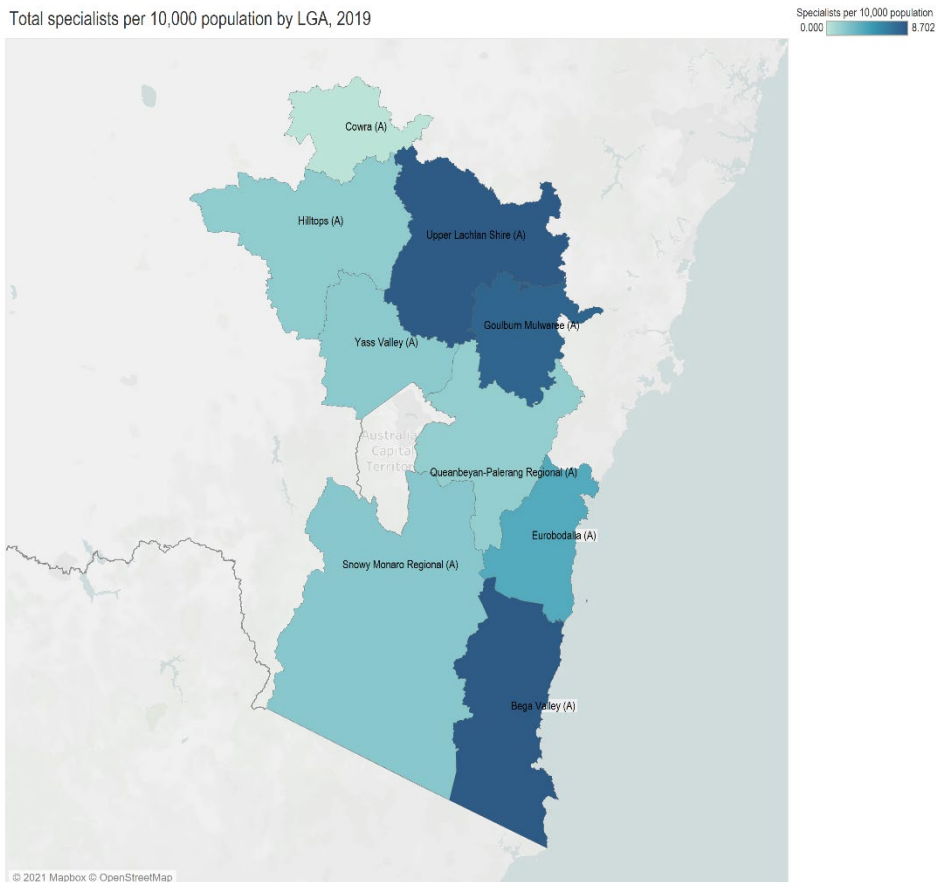 Total specialists per 10,000 population by LGA, 2019
Specialists per 10,000 population
0.000 8.702
Cowra (A)
Hilltops (A)
Upper Lachlan Shire (A)
Goulburn Mulwaree (A)
Yass Valley (A)
Australia
Capital
Territor
Queanbeyan-Palerang Regional (A)
Eurobodalla (A)
Snowy Monaro Regional (A)
Bega Valley (A)
© 2021 Mapbox © OpenStreetMap